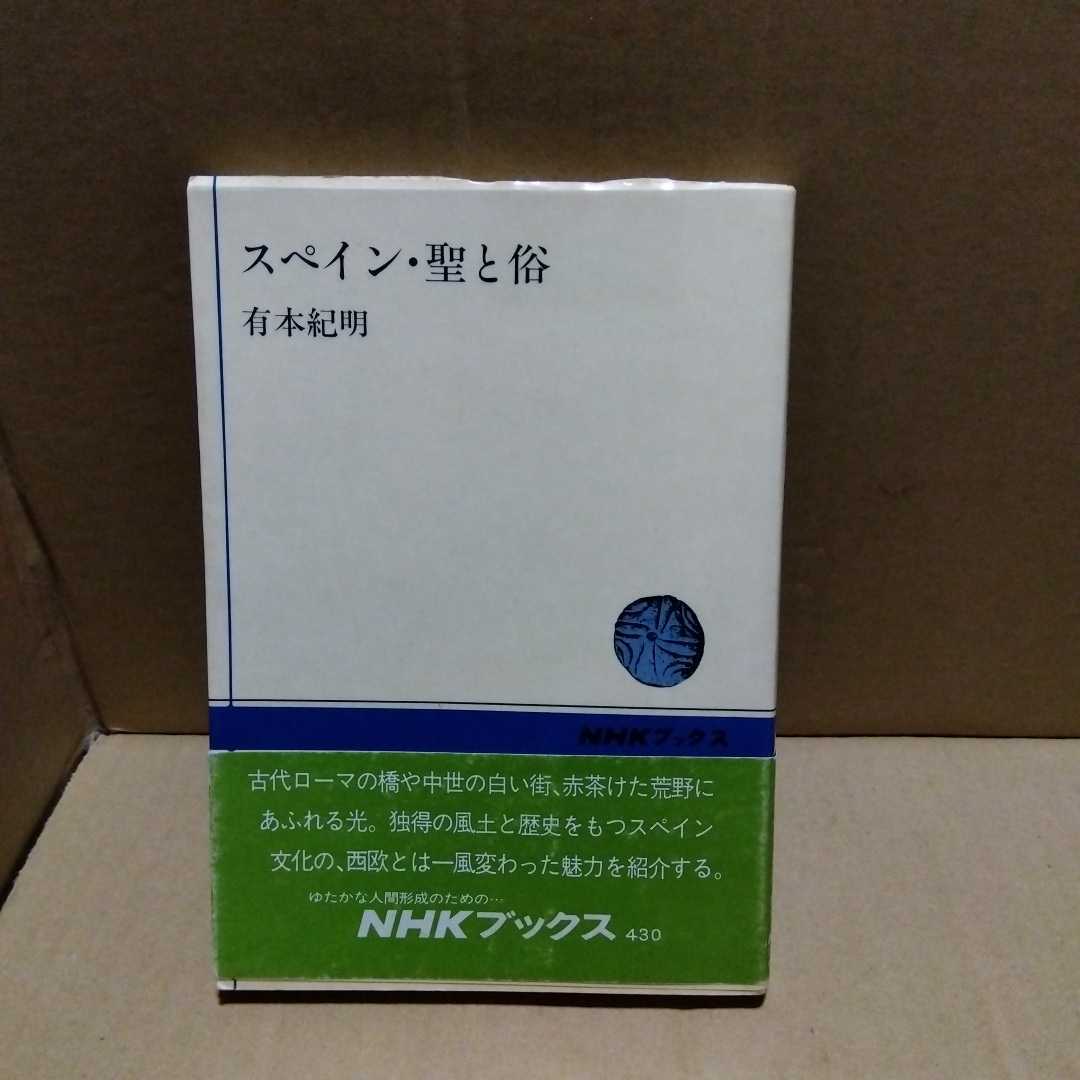 スペイン・聖と俗
有本紀明
NHKブックス
古代ローマの橋や中世の白い街、赤茶けた荒野に
あふれる光。独得の風土と歴史をもつスペイン
文化の、西欧とは一風変わった魅力を紹介する。
ゆたかな人間形成のための…
NHKブックス 430